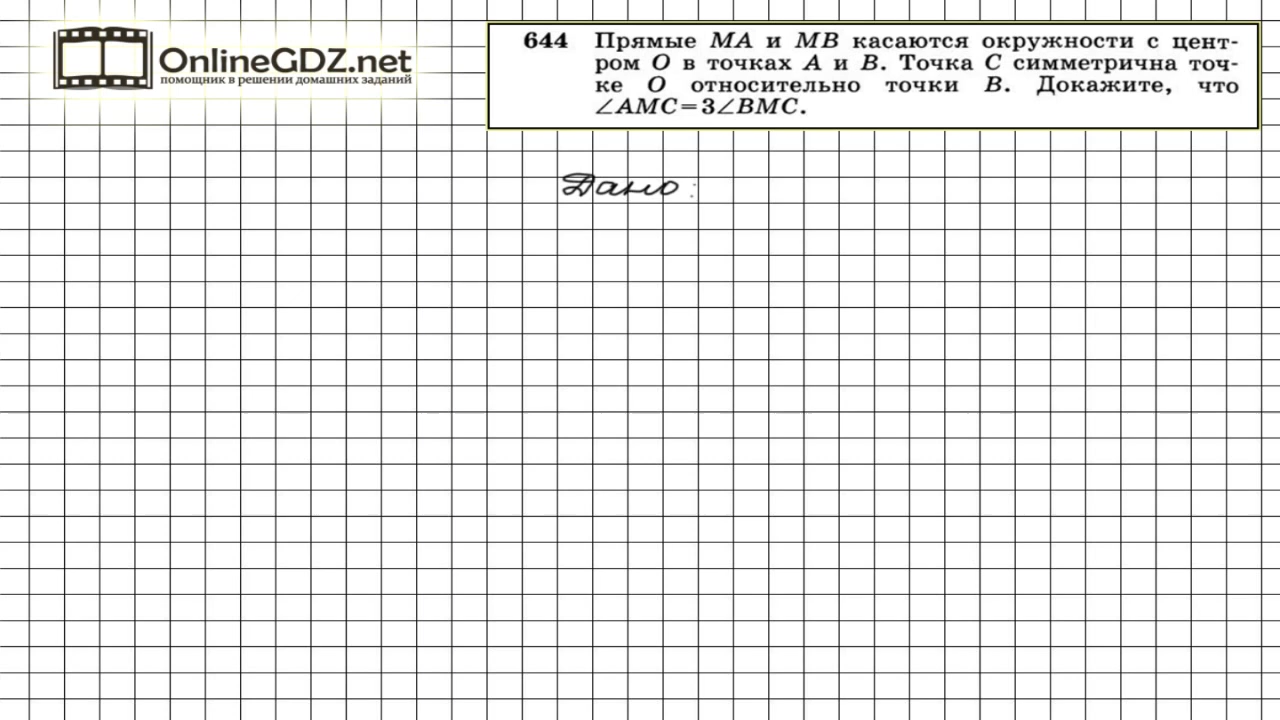 OnlineGDZ.net
помощник в решении домашних заданий
644 Прямые MA и MB касаются окружности с цент-
ром O в точках A и B. Точка C симметрична точ-
ке O относительно точки B. Докажите, что
∠AMC=3∠BMC.
Дано: